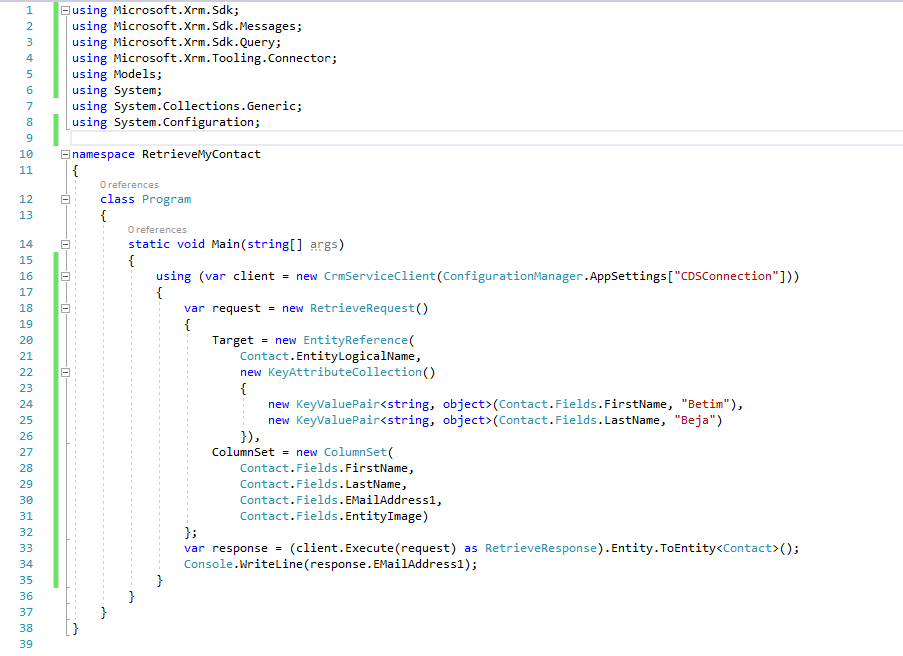 1 using Microsoft.Xrm.Sdk;
2 using Microsoft.Xrm.Sdk.Messages;
3 using Microsoft.Xrm.Sdk.Query;
4 using Microsoft.Xrm.Tooling.Connector;
5 using Models;
6 using System;
7 using System.Collections.Generic;
8 using System.Configuration;
9
10 namespace RetrieveMyContact
11 {
0 references
12     class Program
13     {
0 references
14         static void Main(string[] args)
15         {
16             using (var client = new CrmServiceClient(ConfigurationManager.AppSettings["CDSConnection"]))
17             {
18                 var request = new RetrieveRequest()
19                 {
20                     Target = new EntityReference(
21                         Contact.EntityLogicalName,
22                         new KeyAttributeCollection()
23                         {
24                             new KeyValuePair<string, object>(Contact.Fields.FirstName, "Betim"),
25                             new KeyValuePair<string, object>(Contact.Fields.LastName, "Beja")
26                         }),
27                     ColumnSet = new ColumnSet(
28                         Contact.Fields.FirstName,
29                         Contact.Fields.LastName,
30                         Contact.Fields.EMailAddress1,
31                         Contact.Fields.EntityImage)
32                 };
33                 var response = (client.Execute(request) as RetrieveResponse).Entity.ToEntity<Contact>();
34                 Console.WriteLine(response.EMailAddress1);
35             }
36         }
37     }
38 }
39